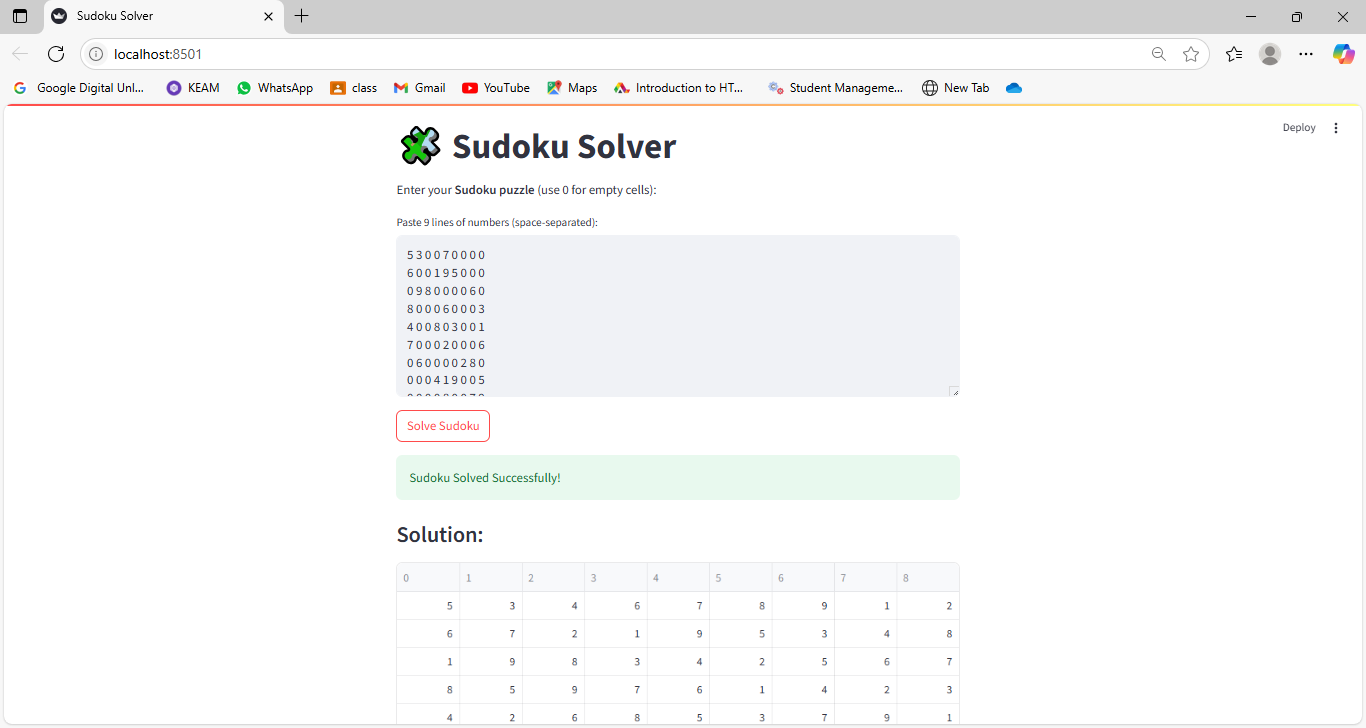 Sudoku Solver
localhost:8501
Google Digital Unl... KEAM WhatsApp class Gmail YouTube Maps Introduction to HT... Student Manageme... New Tab
Deploy
Sudoku Solver
Enter your Sudoku puzzle (use 0 for empty cells):
Paste 9 lines of numbers (space-separated):
5 3 0 0 7 0 0 0 0
6 0 0 1 9 5 0 0 0
0 9 8 0 0 0 0 6 0
8 0 0 0 6 0 0 0 3
4 0 0 8 0 3 0 0 1
7 0 0 0 2 0 0 0 6
0 6 0 0 0 0 2 8 0
0 0 0 4 1 9 0 0 5
Solve Sudoku
Sudoku Solved Successfully!
Solution:
0 1 2 3 4 5 6 7 8
5 3 4 6 7 8 9 1 2
6 7 2 1 9 5 3 4 8
1 9 8 3 4 2 5 6 7
8 5 9 7 6 1 4 2 3
4 2 6 8 5 3 7 9 1